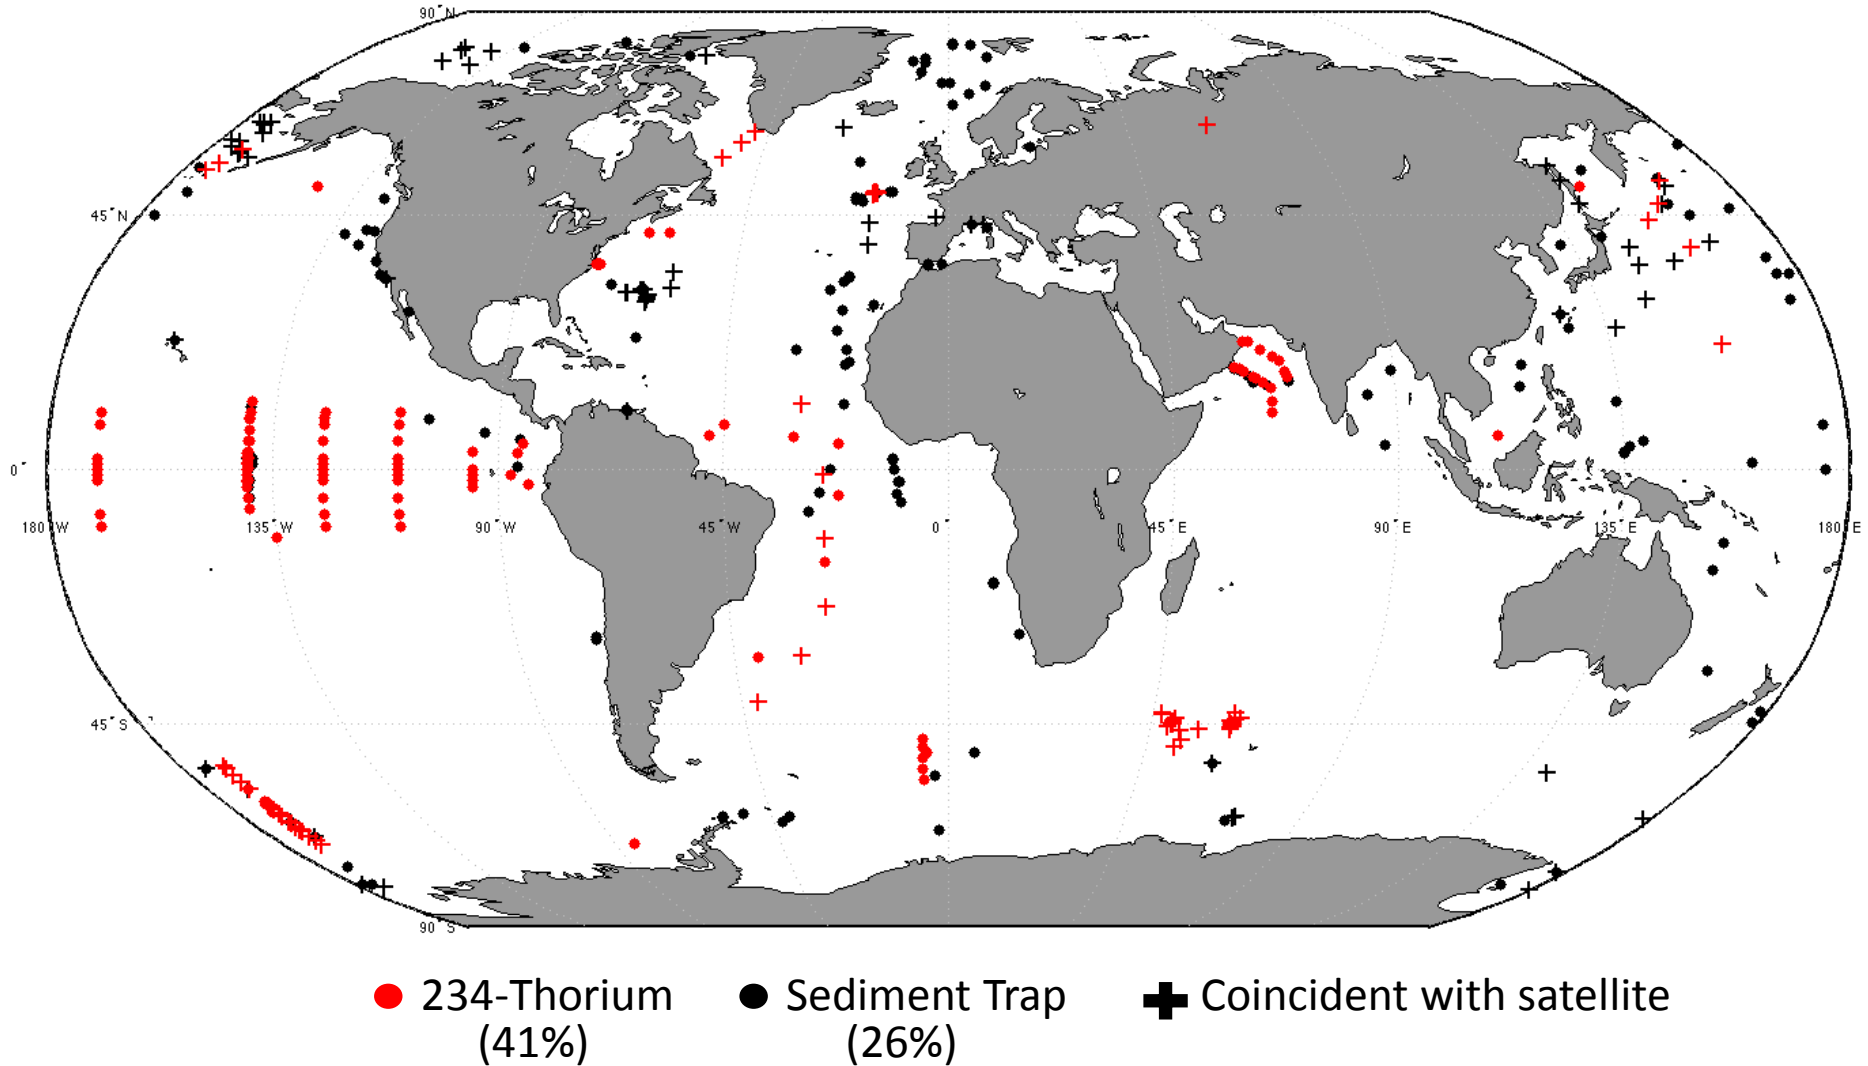 90° N
45° N
0°
180° W 135° W 90° W 45° W 0° 45° E 90° E 135° E 180° E
45° S
90° S
234-Thorium Sediment Trap Coincident with satellite
(41%) (26%)